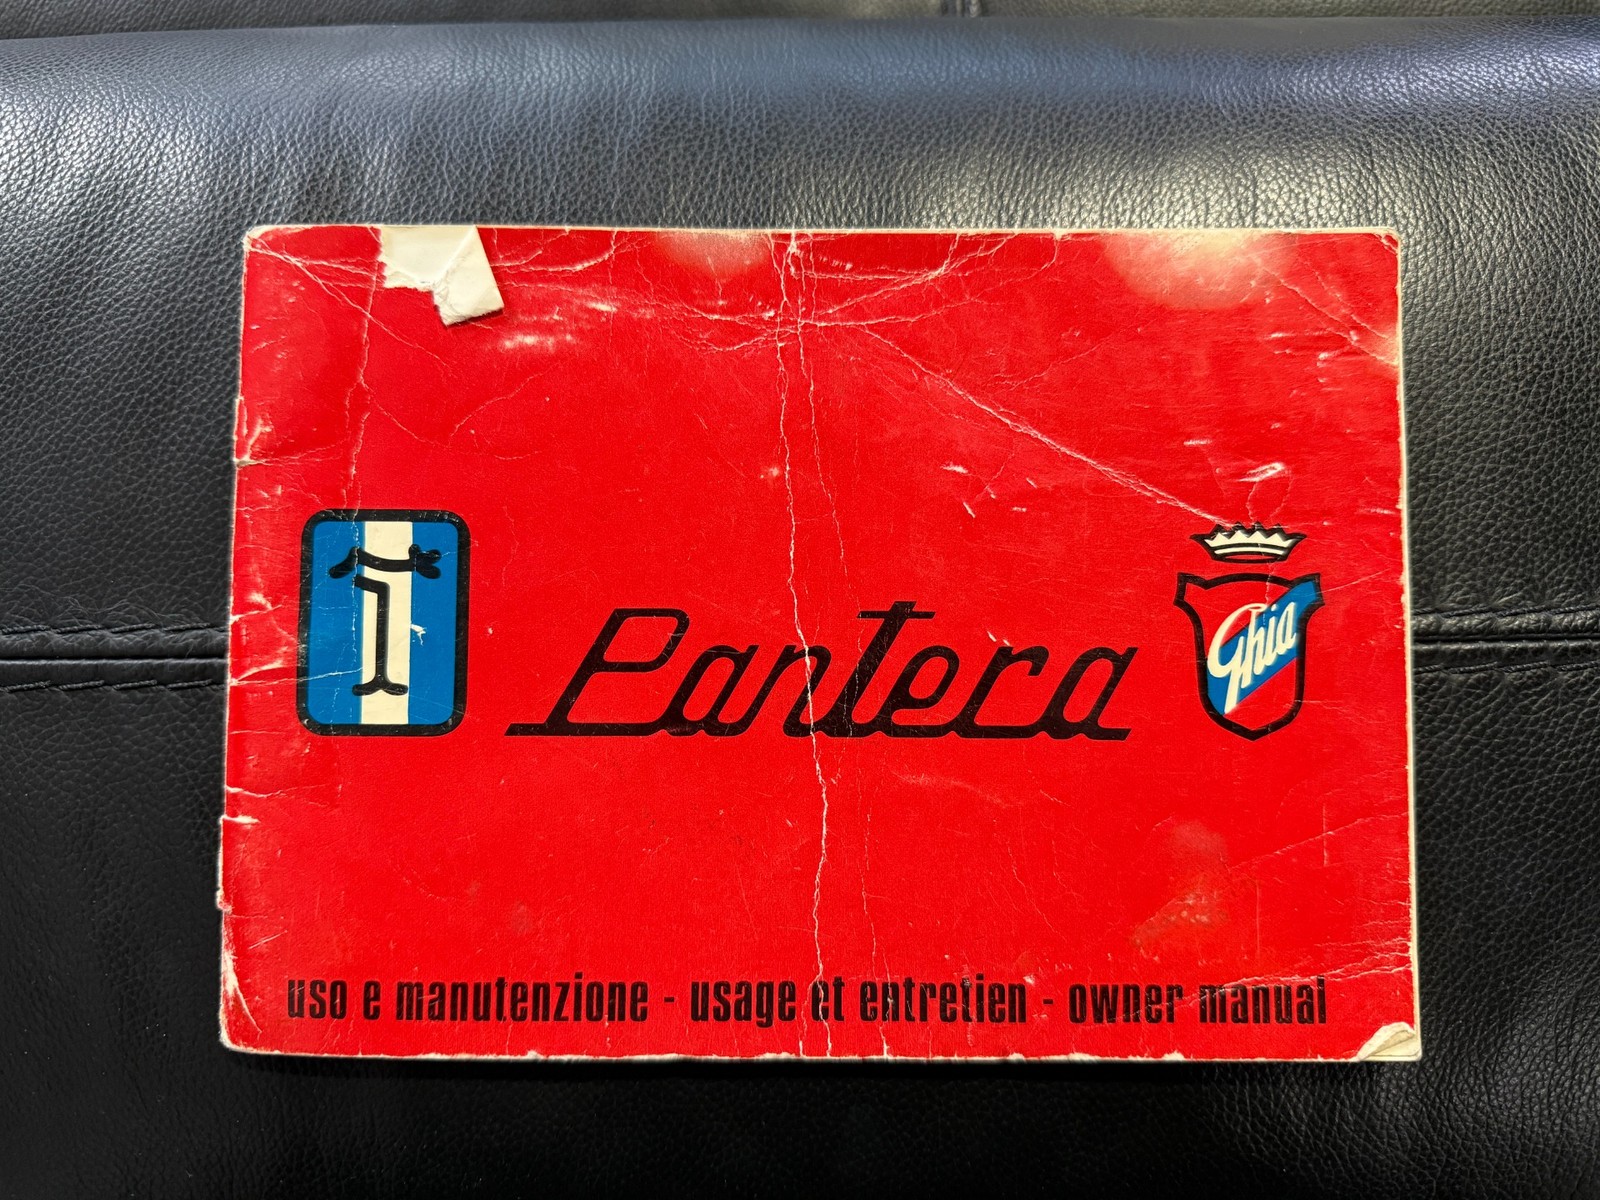 Pantera
Ghia
uso e manutenzione - usage et entretien - owner manual